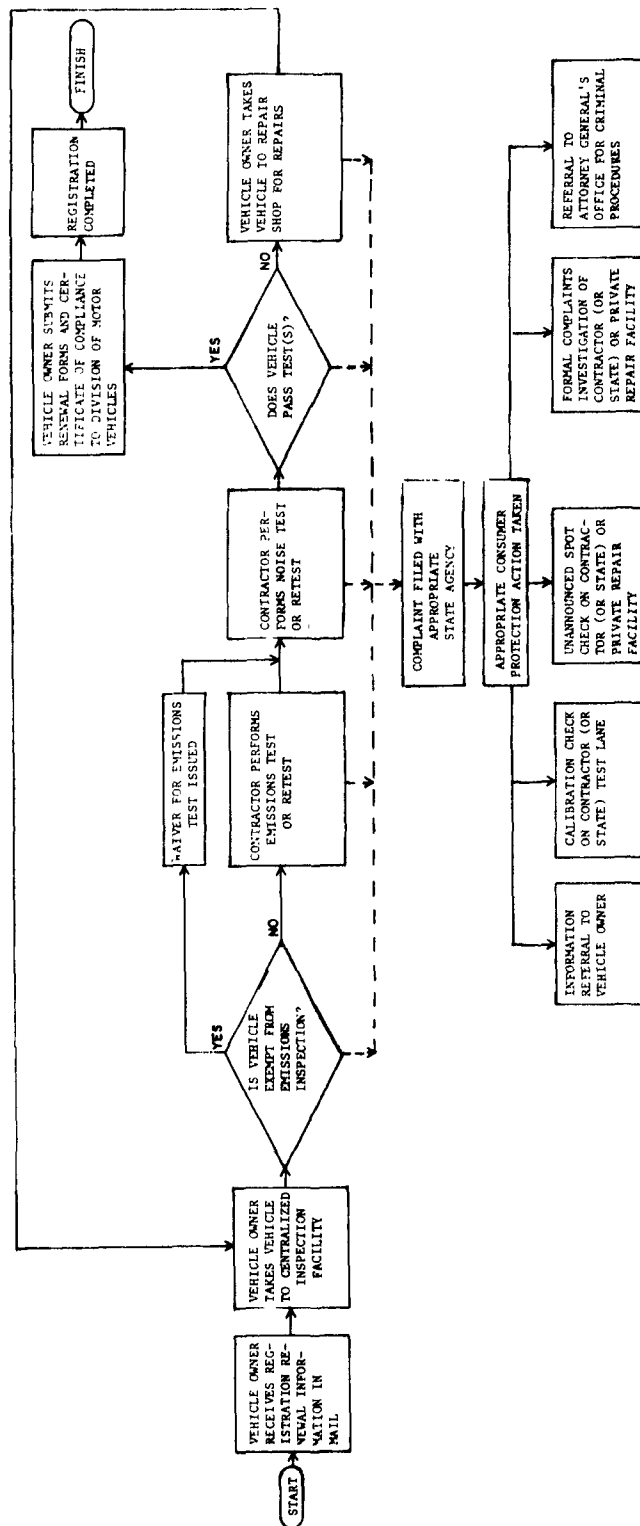 START
VEHICLE OWNER
RECEIVES REG-
ISTRATION RE-
NEWAL INFOR-
MATION IN
MAIL
VEHICLE OWNER
TAKES VEHICLE
TO CENTRALIZED
INSPECTION
FACILITY
IS VEHICLE
EXEMPT FROM
EMISSIONS
INSPECTION?
YES
NO
WAIVER FOR EMISSIONS
TEST ISSUED
CONTRACTOR PERFORMS
EMISSIONS TEST
OR RETEST
CONTRACTOR PER-
FORMS NOISE TEST
OR RETEST
DOES VEHICLE
PASS TEST(S)?
YES
NO
VEHICLE OWNER SUBMITS
RENEWAL FORMS AND CER-
TIFICATE OF COMPLIANCE
TO DIVISION OF MOTOR
VEHICLES
REGISTRATION
COMPLETED
FINISH
VEHICLE OWNER TAKES
VEHICLE TO REPAIR
SHOP FOR REPAIRS
COMPLAINT FILED WITH
APPROPRIATE
STATE AGENCY
APPROPRIATE CONSUMER
PROTECTION ACTION TAKEN
INFORMATION
REFERRAL TO
VEHICLE OWNER
CALIBRATION CHECK
ON CONTRACTOR (OR
STATE) TEST LANE
UNANNOUNCED SPOT
CHECK ON CONTRAC-
TOR (OR STATE) OR
PRIVATE REPAIR
FACILITY
FORMAL COMPLAINTS
INVESTIGATION OF
CONTRACTOR (OR
STATE) OR PRIVATE
REPAIR FACILITY
REFERRAL TO
ATTORNEY GENERAL'S
OFFICE FOR CRIMINAL
PROCEDURES